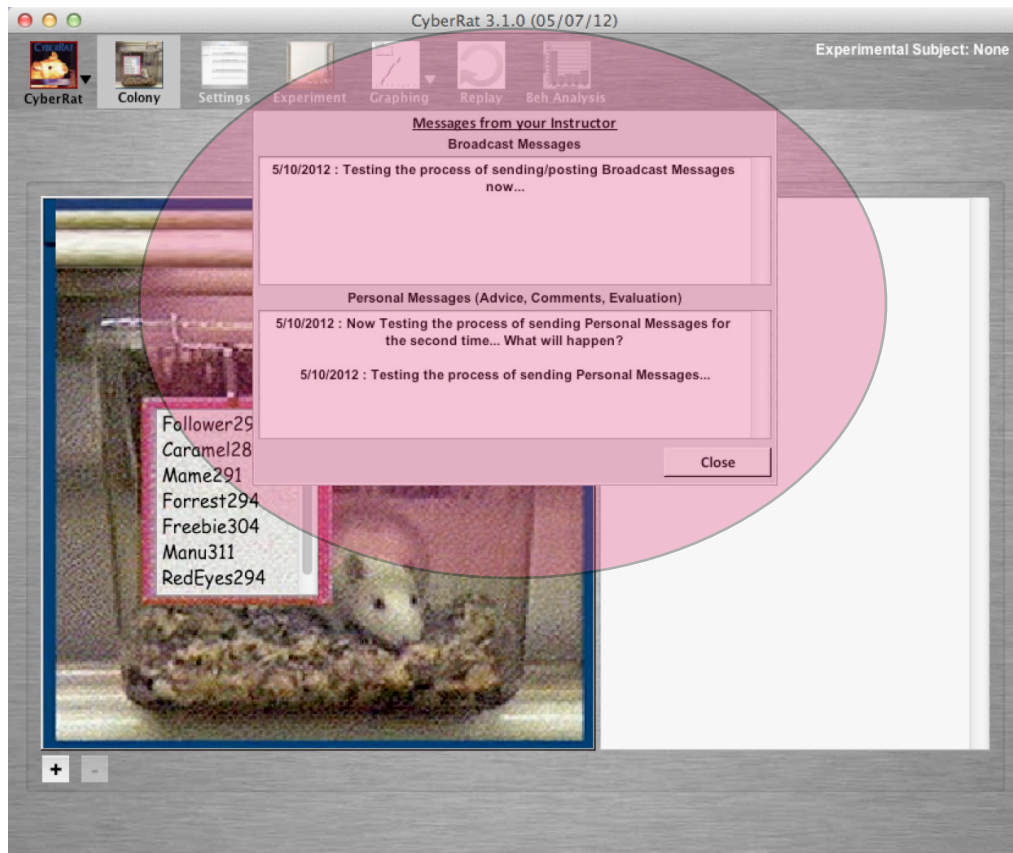 CyberRat 3.1.0 (05/07/12)
Experimental Subject: None
CyberRat
Colony
Settings
Experiment
Graphing
Replay
Beh Analysis
Messages from your Instructor
Broadcast Messages
5/10/2012 : Testing the process of sending/posting Broadcast Messages
now...
Personal Messages (Advice, Comments, Evaluation)
5/10/2012 : Now Testing the process of sending Personal Messages for
the second time... What will happen?
5/10/2012 : Testing the process of sending Personal Messages...
Close
Follower29
Caramel28
Mame291
Forrest294
Freebie304
Manu311
RedEyes294
+
-